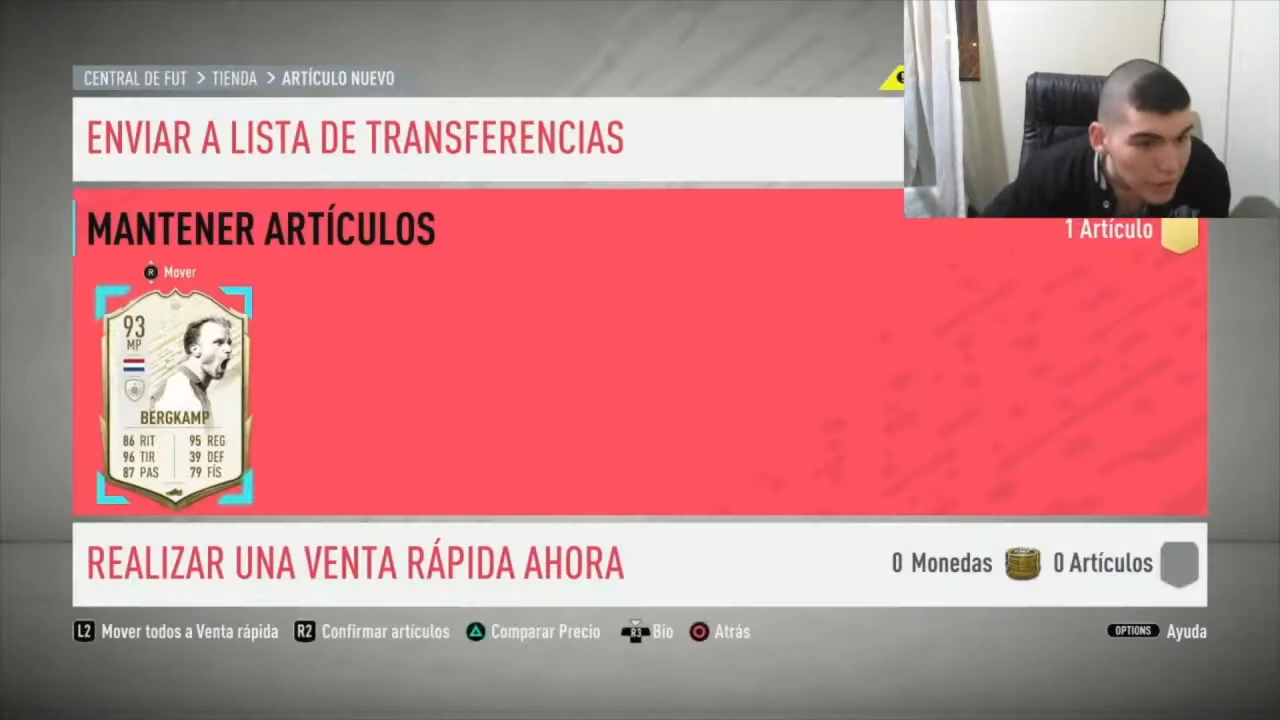 CENTRAL DE FUT > TIENDA > ARTÍCULO NUEVO
ENVIAR A LISTA DE TRANSFERENCIAS
MANTENER ARTÍCULOS
1 Artículo
R Mover
93
MP
BERGKAMP
86 RIT 95 REG
96 TIR 39 DEF
87 PAS 79 FÍS
REALIZAR UNA VENTA RÁPIDA AHORA
0 Monedas 0 Artículos
L2 Mover todos a Venta rápida R2 Confirmar artículos Comparar Precio R3 Bio Atrás OPTIONS Ayuda